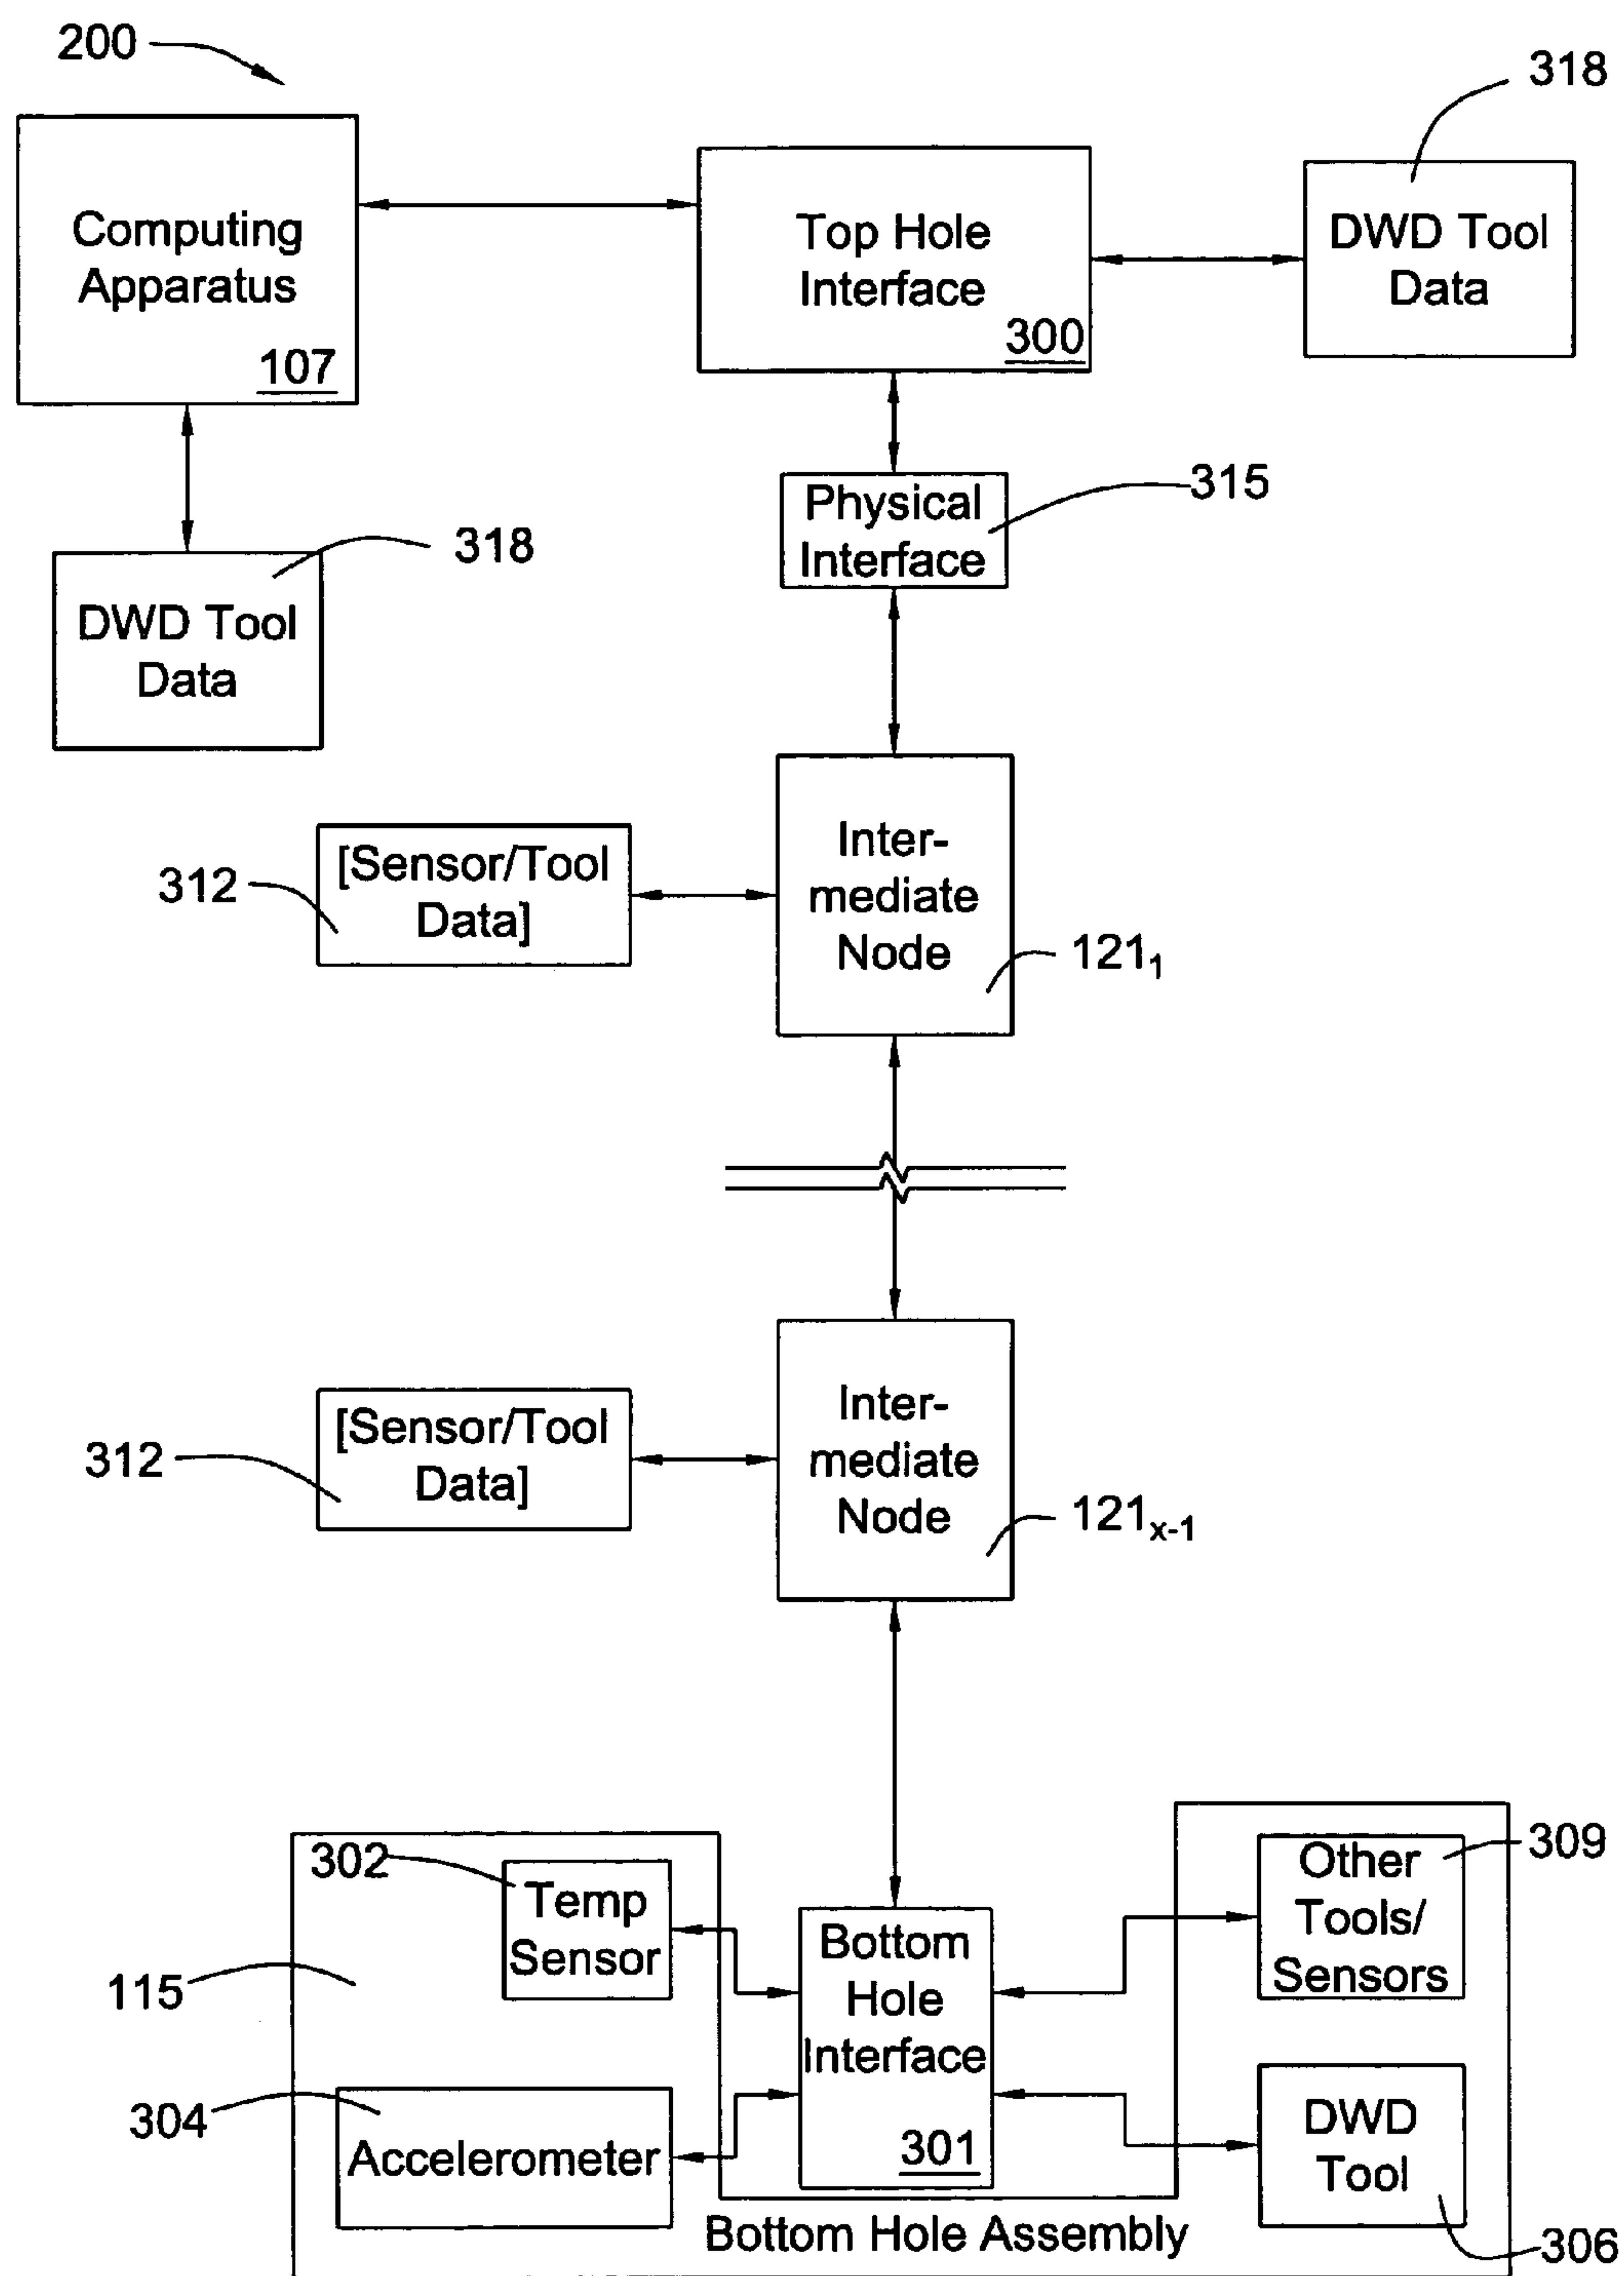 200
318
Computing
Apparatus
107
Top Hole
Interface
300
DWD Tool
Data
Physical
Interface
315
318
DWD Tool
Data
312
[Sensor/Tool
Data]
Inter-
mediate
Node
121₁
312
[Sensor/Tool
Data]
Inter-
mediate
Node
121ₓ₋₁
302
Temp
Sensor
115
304
Accelerometer
Bottom
Hole
Interface
301
Other
Tools/
Sensors
309
DWD
Tool
306
Bottom Hole Assembly